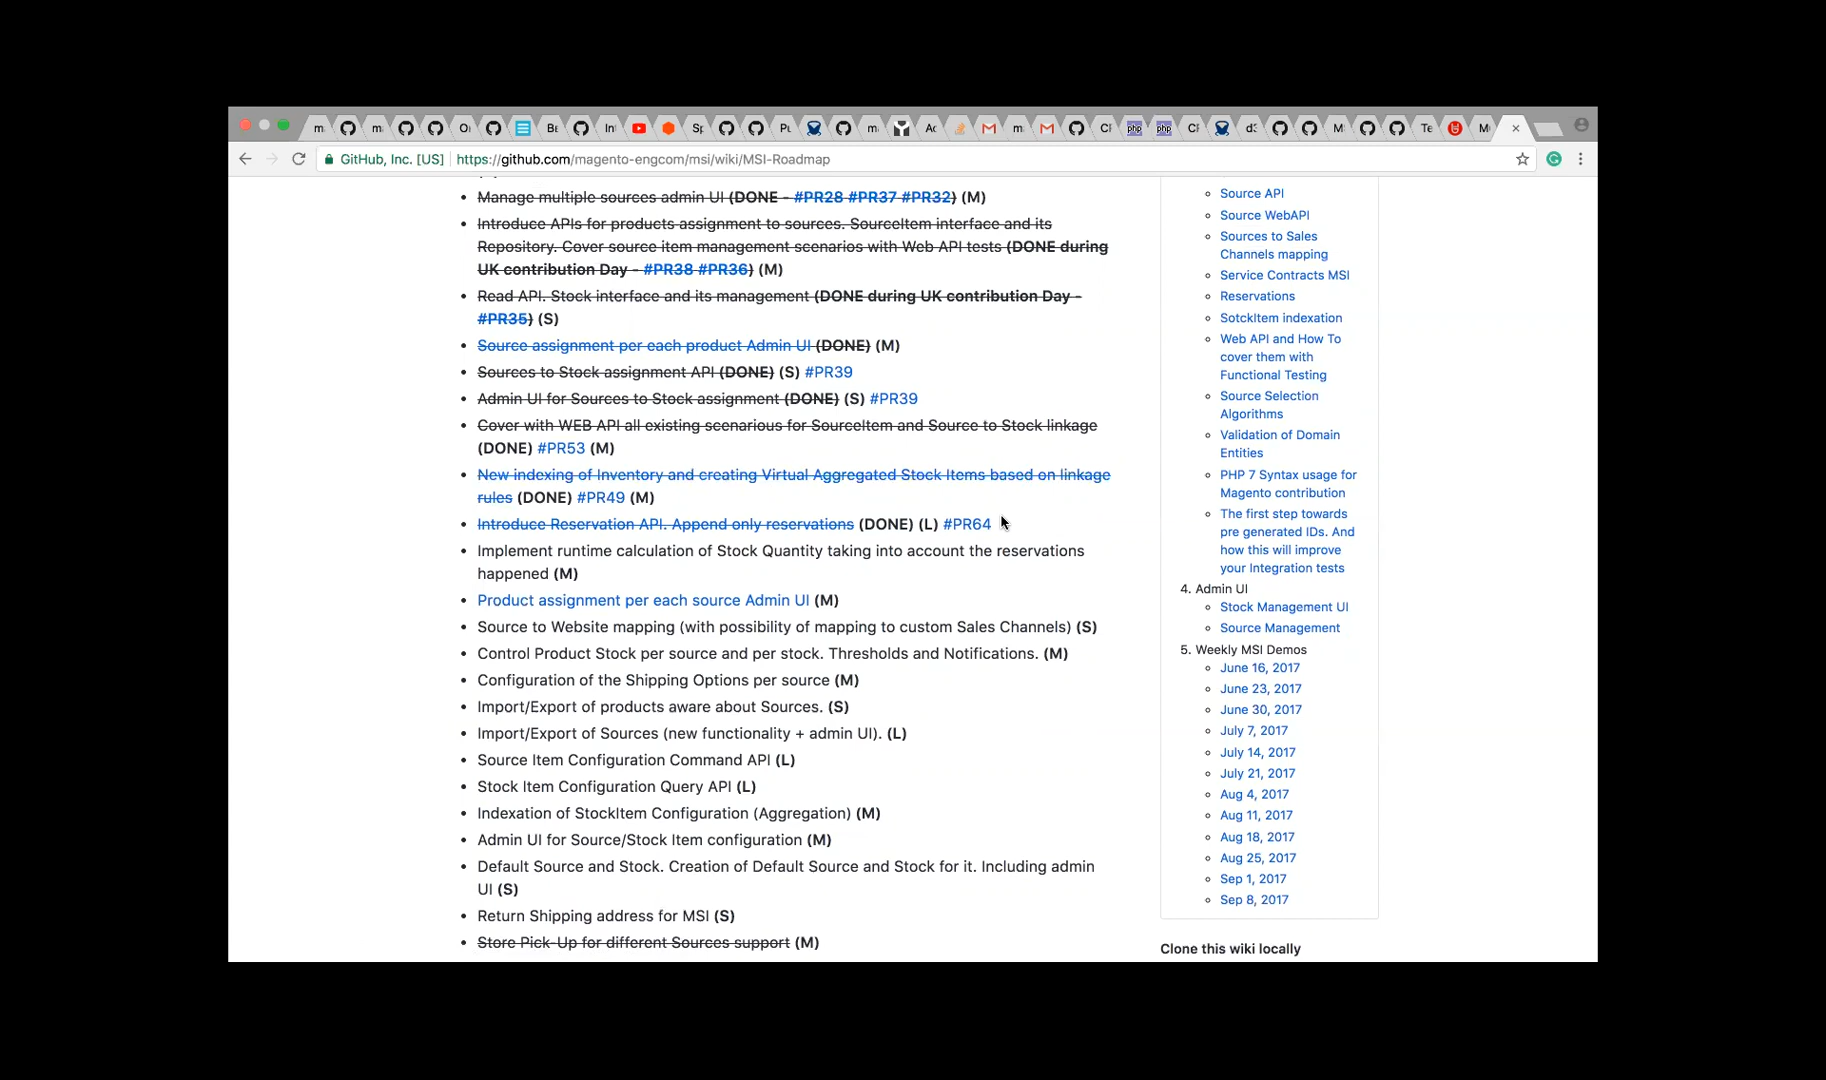 GitHub, Inc. [US] https://github.com/magento-engcom/msi/wiki/MSI-Roadmap
Manage multiple sources admin UI (DONE - #PR28 #PR37 #PR32) (M)
Introduce APIs for products assignment to sources. SourceItem interface and its
Repository. Cover source item management scenarios with Web API tests (DONE during
UK contribution Day - #PR38 #PR36) (M)
Read API. Stock interface and its management (DONE during UK contribution Day -
#PR35) (S)
Source assignment per each product Admin UI (DONE) (M)
Sources to Stock assignment API (DONE) (S) #PR39
Admin UI for Sources to Stock assignment (DONE) (S) #PR39
Cover with WEB API all existing scenarious for SourceItem and Source to Stock linkage
(DONE) #PR53 (M)
New indexing of Inventory and creating Virtual Aggregated Stock Items based on linkage
rules (DONE) #PR49 (M)
Introduce Reservation API. Append only reservations (DONE) (L) #PR64
Implement runtime calculation of Stock Quantity taking into account the reservations
happened (M)
Product assignment per each source Admin UI (M)
Source to Website mapping (with possibility of mapping to custom Sales Channels) (S)
Control Product Stock per source and per stock. Thresholds and Notifications. (M)
Configuration of the Shipping Options per source (M)
Import/Export of products aware about Sources. (S)
Import/Export of Sources (new functionality + admin UI). (L)
Source Item Configuration Command API (L)
Stock Item Configuration Query API (L)
Indexation of StockItem Configuration (Aggregation) (M)
Admin UI for Source/Stock Item configuration (M)
Default Source and Stock. Creation of Default Source and Stock for it. Including admin
UI (S)
Return Shipping address for MSI (S)
Store Pick-Up for different Sources support (M)
Source API
Source WebAPI
Sources to Sales
Channels mapping
Service Contracts MSI
Reservations
SotckItem indexation
Web API and How To
cover them with
Functional Testing
Source Selection
Algorithms
Validation of Domain
Entities
PHP 7 Syntax usage for
Magento contribution
The first step towards
pre generated IDs. And
how this will improve
your Integration tests
4. Admin UI
Stock Management UI
Source Management
5. Weekly MSI Demos
June 16, 2017
June 23, 2017
June 30, 2017
July 7, 2017
July 14, 2017
July 21, 2017
Aug 4, 2017
Aug 11, 2017
Aug 18, 2017
Aug 25, 2017
Sep 1, 2017
Sep 8, 2017
Clone this wiki locally